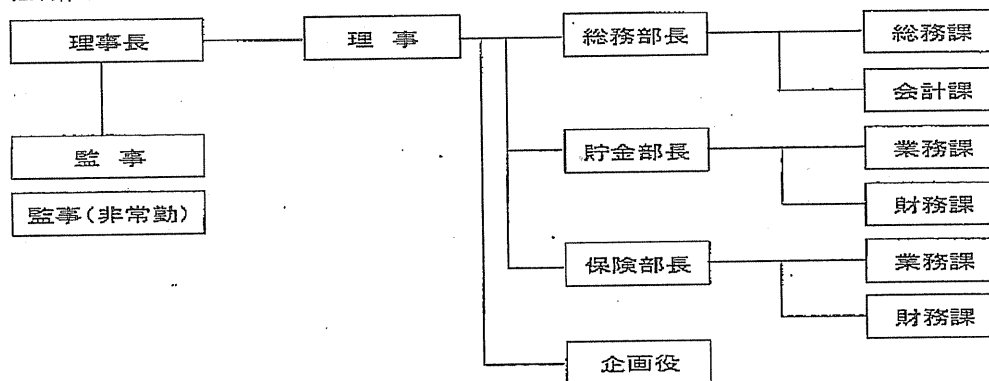 理事長
理事
総務部長
総務課
会計課
監事
監事(非常勤)
貯金部長
業務課
財務課
保険部長
業務課
財務課
企画役